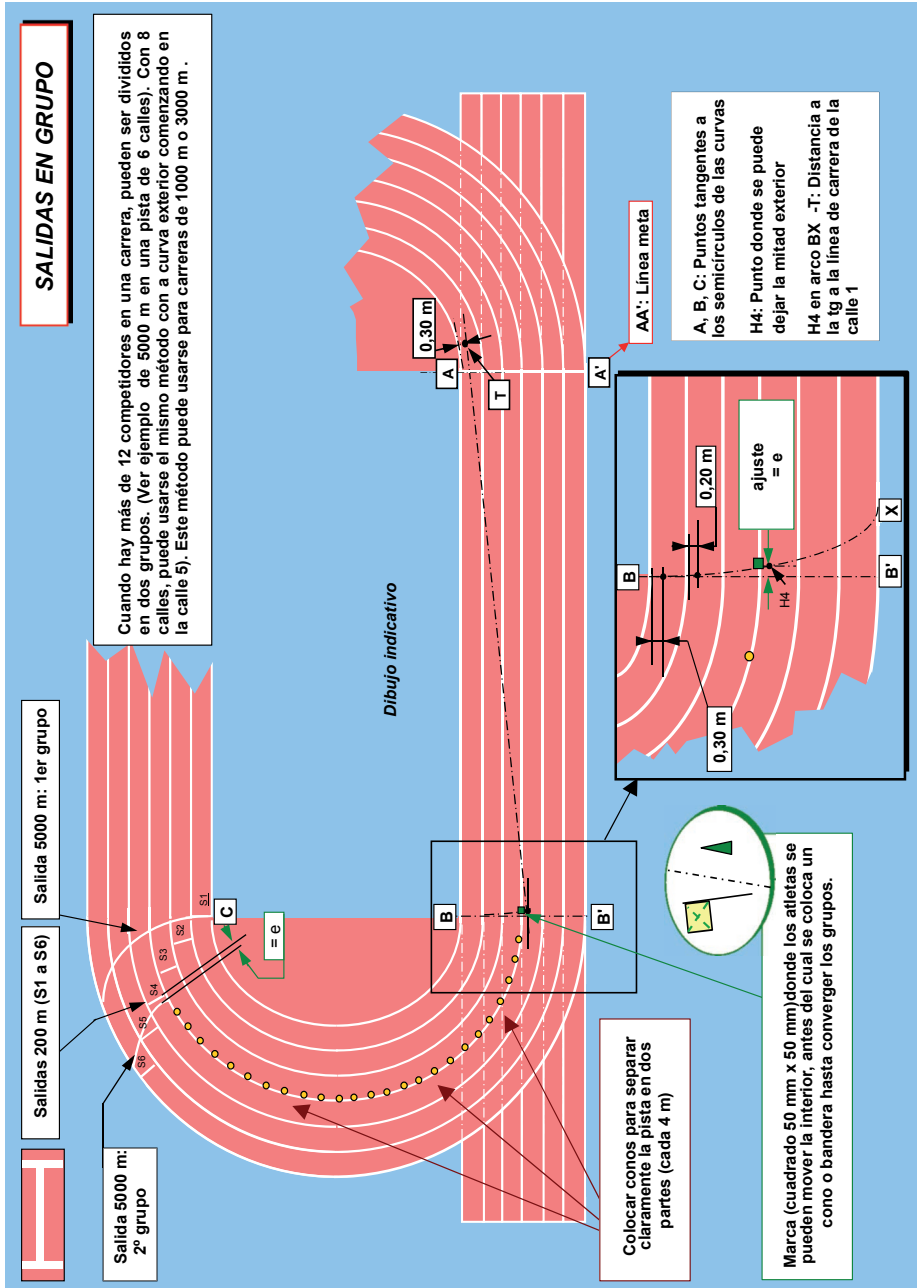 SALIDAS EN GRUPO
Cuando hay más de 12 competidores en una carrera, pueden ser divididos
en dos grupos. (Ver ejemplo de 5000 m en una pista de 6 calles). Con 8
calles, puede usarse el mismo método con a curva exterior comenzando en
la calle 5). Este método puede usarse para carreras de 1000 m o 3000 m .
Salida 5000 m: 1er grupo
Salidas 200 m (S1 a S6)
Salida 5000 m:
2º grupo
S1
S2
S3
S4
S5
S6
C
= e
Dibujo indicativo
0,30 m
A
T
A'
AA': Línea meta
B
B'
Colocar conos para separar
claramente la pista en dos
partes (cada 4 m)
Marca (cuadrado 50 mm x 50 mm)donde los atletas se
pueden mover la interior, antes del cual se coloca un
cono o bandera hasta converger los grupos.
B
0,20 m
ajuste
= e
0,30 m
H4
B'
X
A, B, C: Puntos tangentes a
los semicírculos de las curvas
H4: Punto donde se puede
dejar la mitad exterior
H4 en arco BX -T: Distancia a
la tg a la línea de carrera de la
calle 1